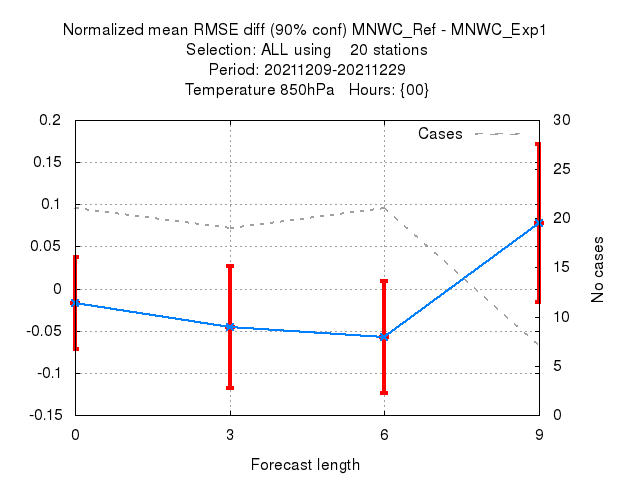 Normalized mean RMSE diff (90% conf) MNWC_Ref - MNWC_Exp1
Selection: ALL using    20 stations
Period: 20211209-20211229
Temperature 850hPa   Hours: {00}
Cases
0.2
0.15
0.1
0.05
0
-0.05
-0.1
-0.15
30
25
20
15
10
5
0
No cases
0 3 6 9
Forecast length